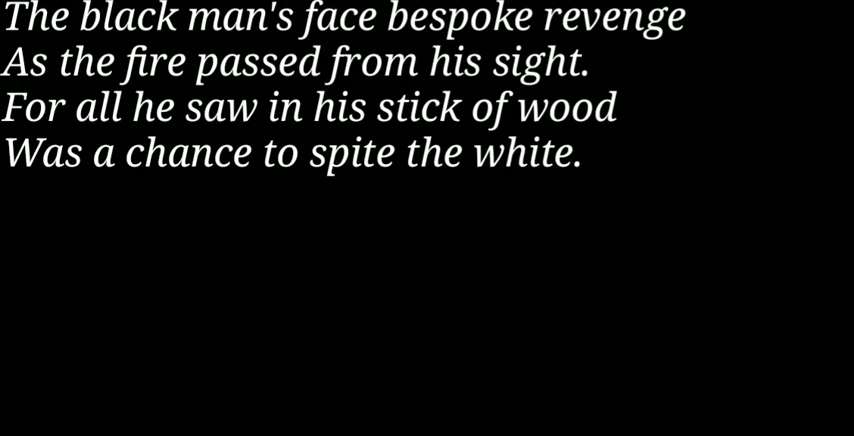 The black man's face bespoke revenge
As the fire passed from his sight.
For all he saw in his stick of wood
Was a chance to spite the white.